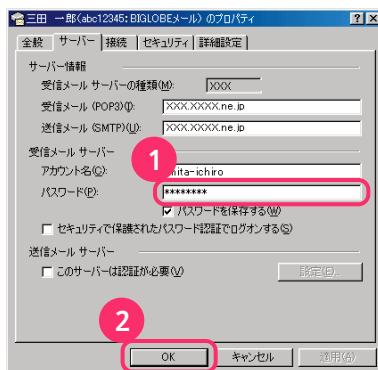 三田 一郎(abc12345: BIGLOBEメール) のプロパティ
全般 サーバー 接続 セキュリティ 詳細設定
サーバー情報
受信メール サーバーの種類(M): XXX
受信メール (POP3)(I): XXX.XXXX.ne.jp
送信メール (SMTP)(U): XXX.XXXX.ne.jp
受信メール サーバー
1
アカウント名(C): mita-ichiro
パスワード(P): ********
パスワードを保存する(W)
セキュリティで保護されたパスワード認証でログオンする(S)
送信メール サーバー
このサーバーは認証が必要(V) 設定(E)...
2
OK キャンセル 適用(A)